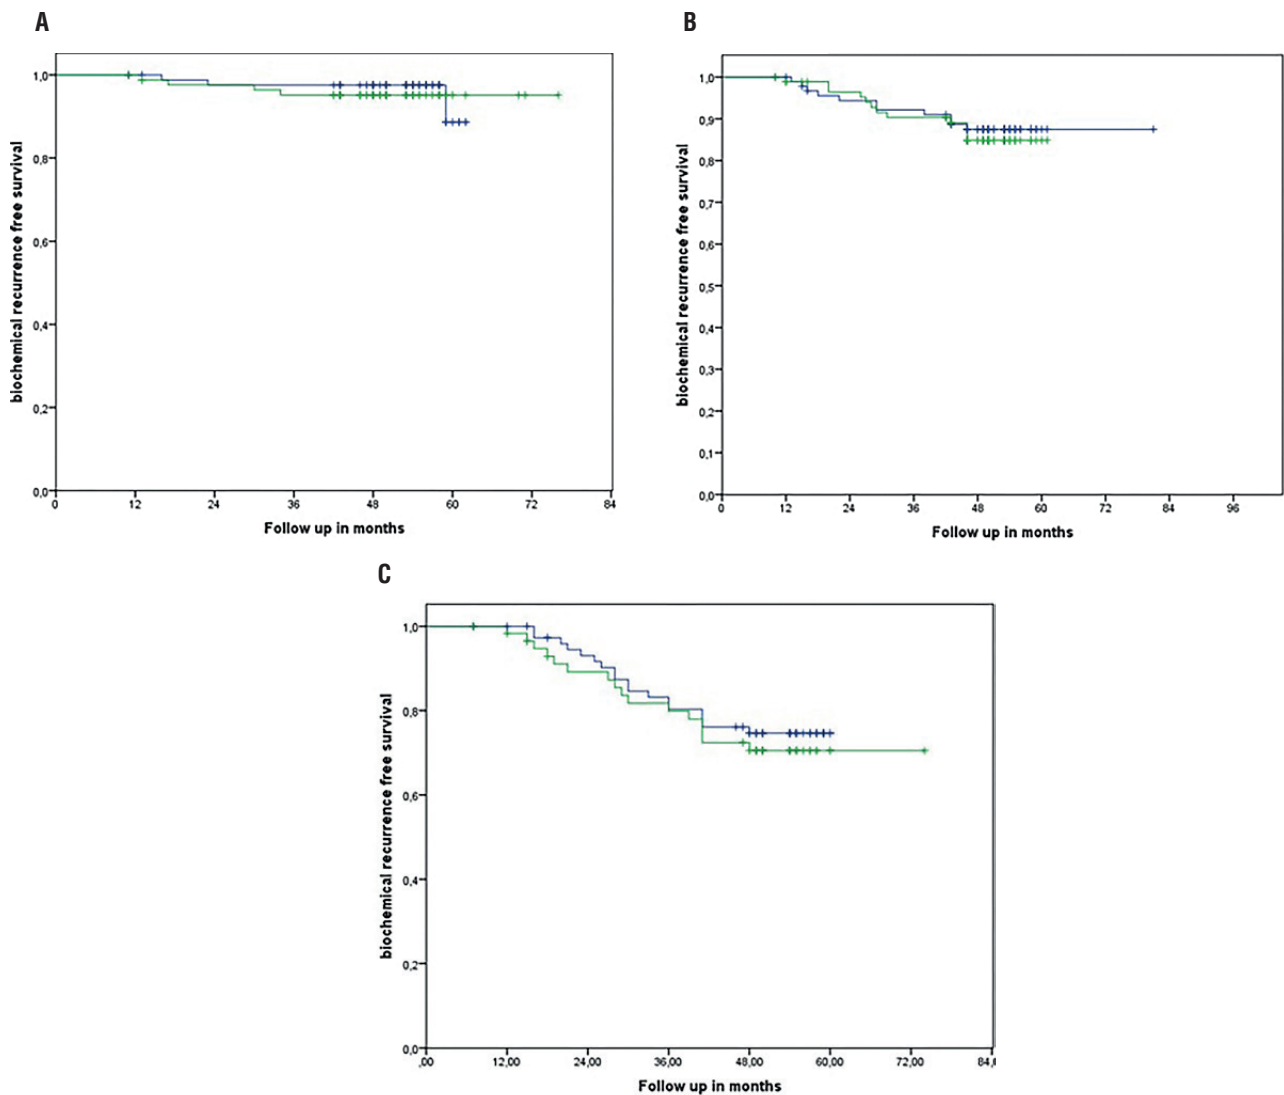 A
biochemical recurrence free survival
1,0
0,8
0,6
0,4
0,2
0,0
0 12 24 36 48 60 72 84
Follow up in months
B
biochemical recurrence free survival
1,0
0,9
0,8
0,7
0,6
0,5
0,4
0,3
0,2
0,1
0,0
0 12 24 36 48 60 72 84 96
Follow up in months
C
biochemical recurrence free survival
1,0
0,8
0,6
0,4
0,2
0,0
,00 12,00 24,00 36,00 48,00 60,00 72,00 84,
Follow up in months